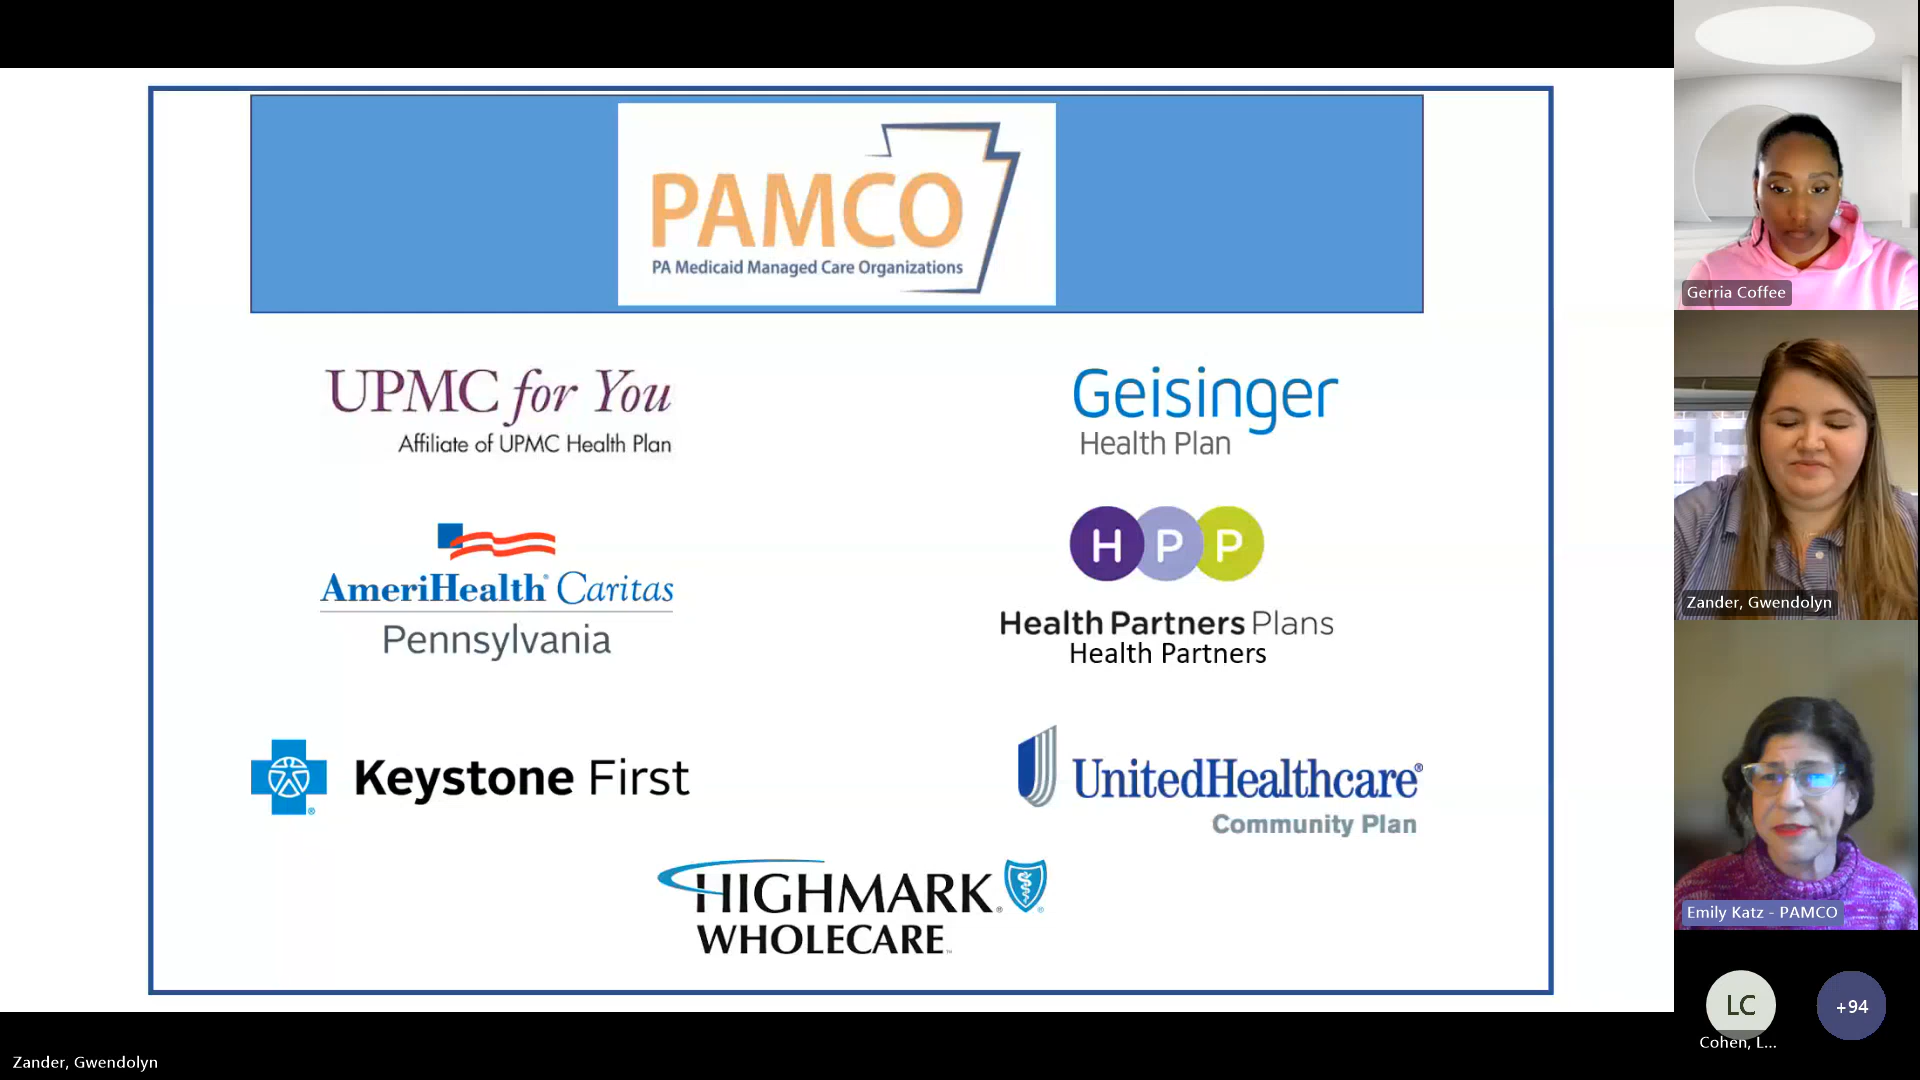 PAMCO
PA Medicaid Managed Care Organizations
UPMC for You
Affiliate of UPMC Health Plan
Geisinger
Health Plan
AmeriHealth Caritas
Pennsylvania
HPP
Health Partners Plans
Health Partners
Keystone First
UnitedHealthcare®
Community Plan
HIGHMARK®
WHOLECARE™
Gerria Coffee
Zander, Gwendolyn
Emily Katz - PAMCO
LC
+94
Cohen, L...
Zander, Gwendolyn